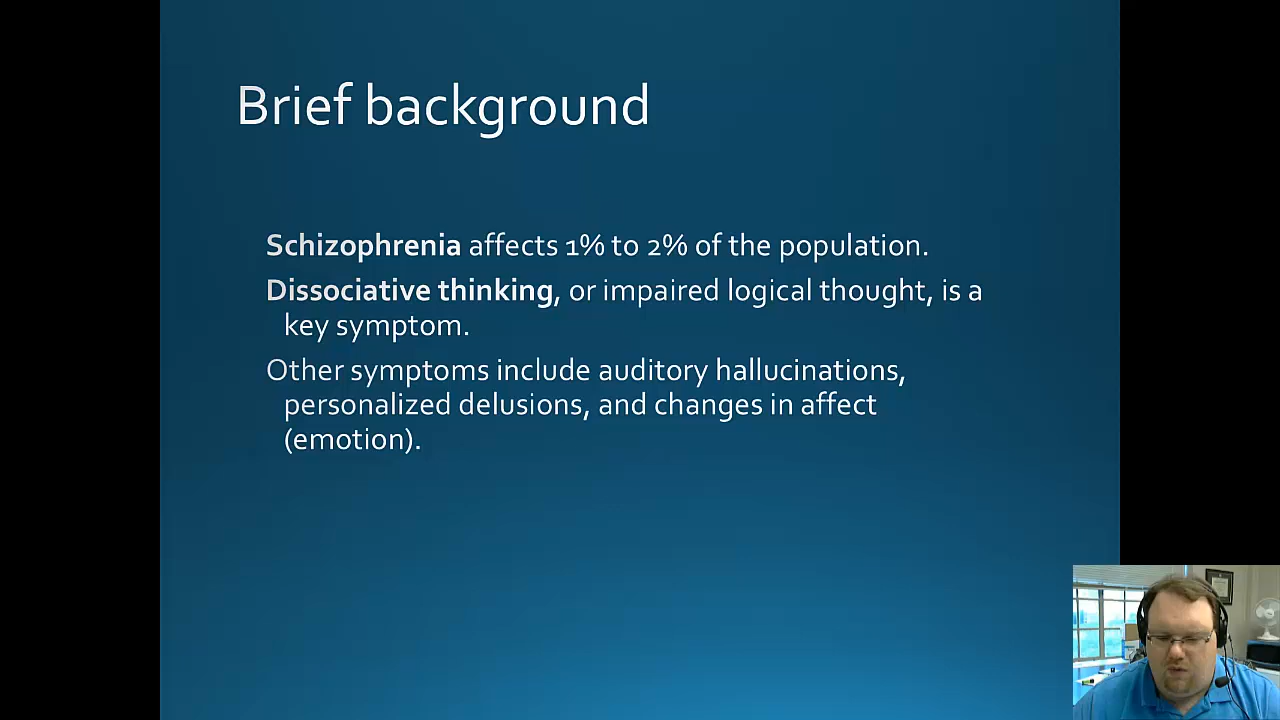 Brief background
Schizophrenia affects 1% to 2% of the population.
Dissociative thinking, or impaired logical thought, is a
key symptom.
Other symptoms include auditory hallucinations,
personalized delusions, and changes in affect
(emotion).